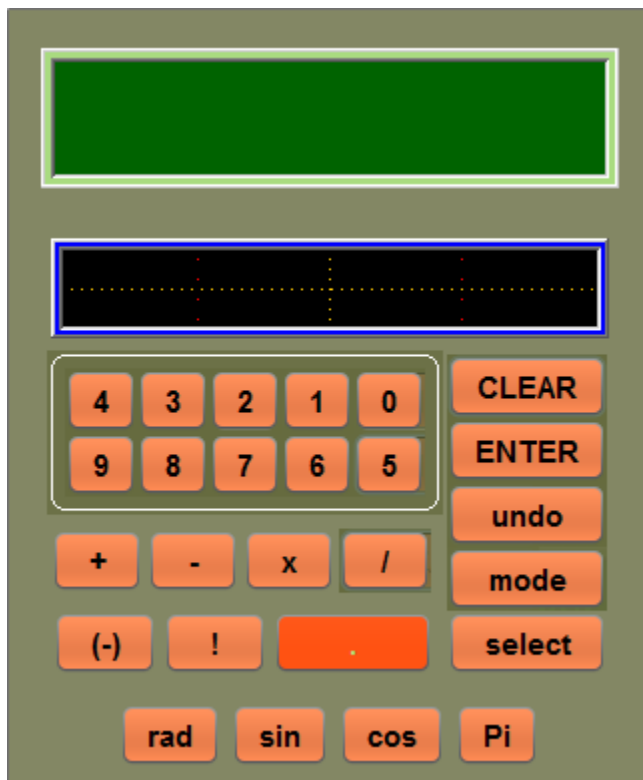 4 3 2 1 0 CLEAR
9 8 7 6 5 ENTER
undo
+ - x / mode
(-) ! . select
rad sin cos Pi